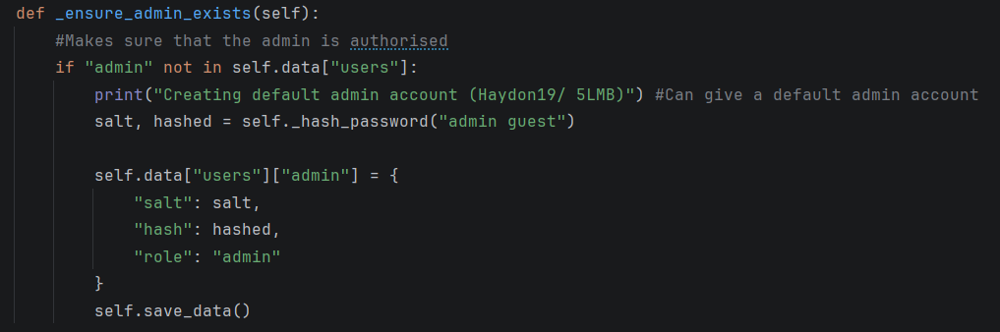 def _ensure_admin_exists(self):
    #Makes sure that the admin is authorised
    if "admin" not in self.data["users"]:
        print("Creating default admin account (Haydon19/ 5LMB)") #Can give a default admin account
        salt, hashed = self._hash_password("admin guest")

        self.data["users"]["admin"] = {
            "salt": salt,
            "hash": hashed,
            "role": "admin"
        }
        self.save_data()